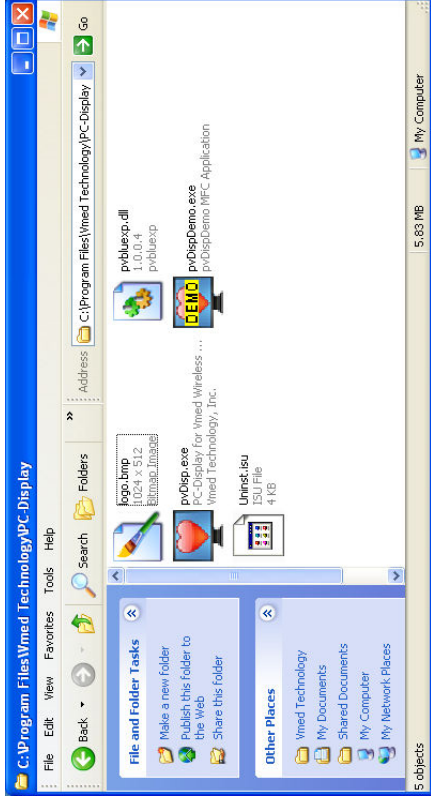 C:\Program Files\Vmed Technology\PC-Display
File Edit View Favorites Tools Help
Back Search Folders » Address C:\Program Files\Vmed Technology\PC-Display Go
File and Folder Tasks
Make a new folder
Publish this folder to
the Web
Share this folder
Other Places
Vmed Technology
My Documents
Shared Documents
My Computer
My Network Places
logo.bmp
1024 x 512
Bitmap Image
pvbluexp.dll
1.0.0.4
pvbluexp
pvDisp.exe
PC-Display for Vmed Wireless ...
Vmed Technology, Inc.
DEMO
pvDispDemo.exe
pvDispDemo MFC Application
Uninst.isu
ISU File
4 KB
5 objects 5.83 MB My Computer